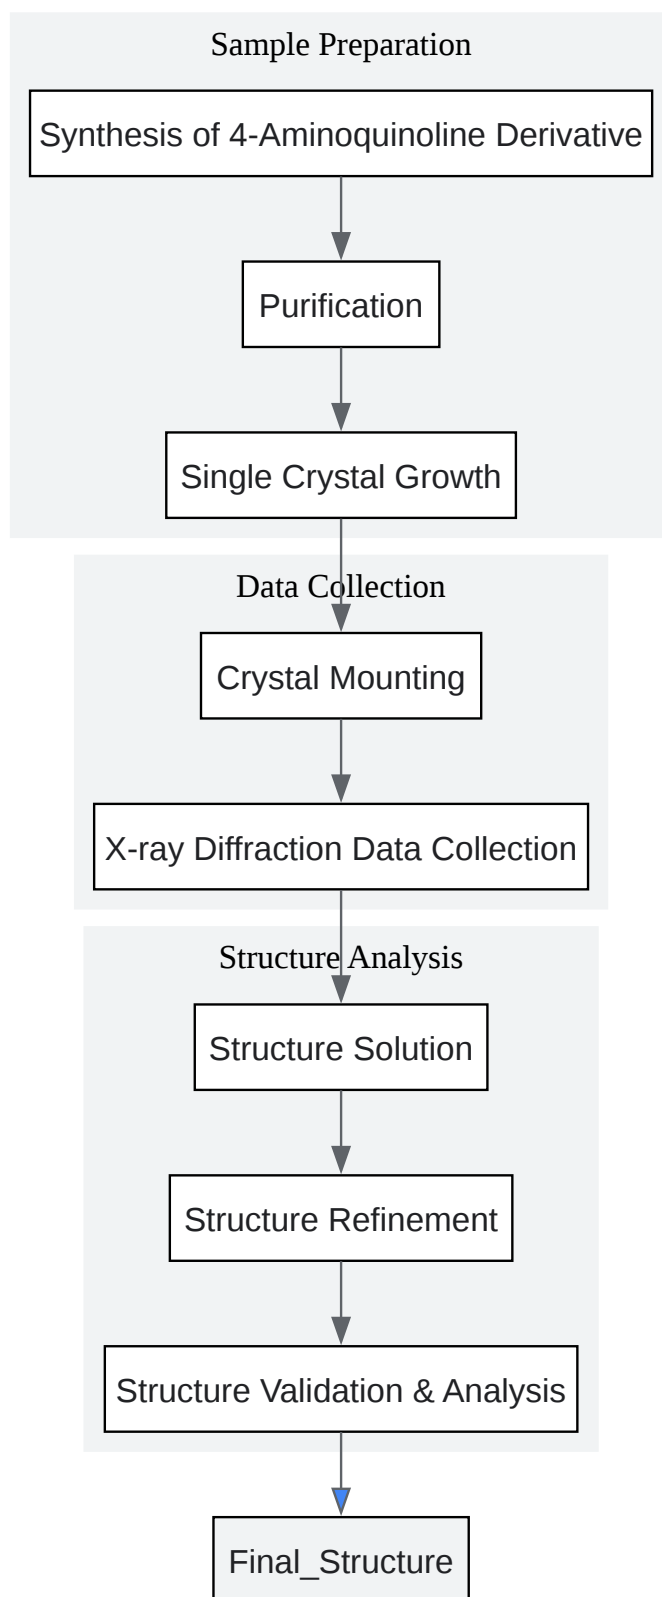 Sample Preparation
Synthesis of 4-Aminoquinoline Derivative
Purification
Single Crystal Growth
Data Collection
Crystal Mounting
X-ray Diffraction Data Collection
Structure Analysis
Structure Solution
Structure Refinement
Structure Validation & Analysis
Final_Structure